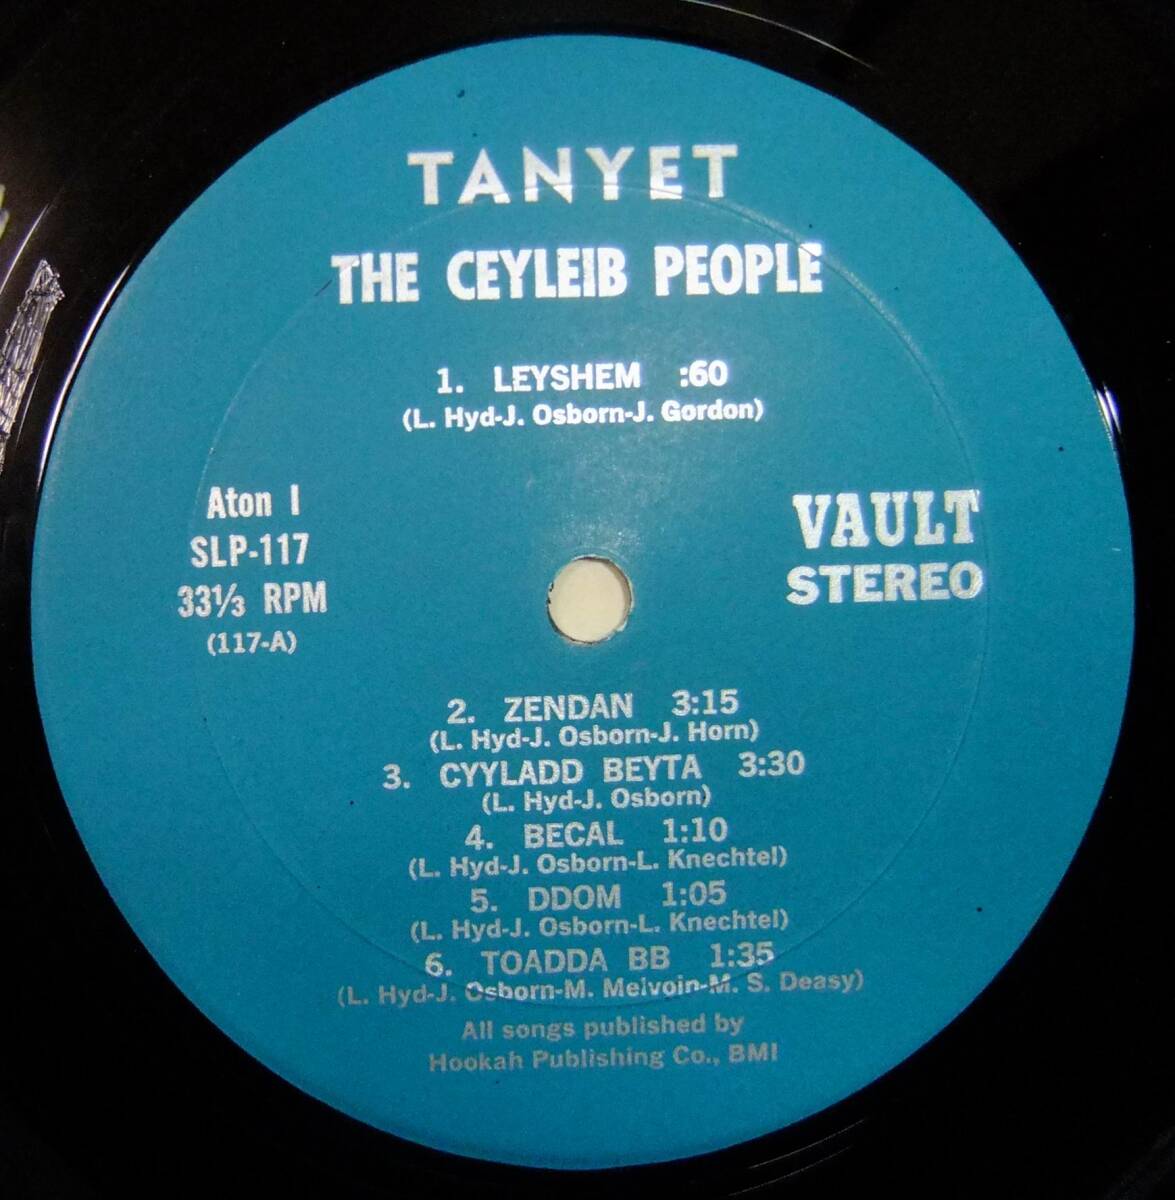 TANYET
THE CEYLEIB PEOPLE
1. LEYSHEM :60
(L. Hyd-J. Osborn-J. Gordon)
Aton I
SLP-117
33⅓ RPM
(117-A)
VAULT
STEREO
2. ZENDAN 3:15
(L. Hyd-J. Osborn-J. Horn)
3. CYYLADD BEYTA 3:30
(L. Hyd-J. Osborn)
4. BECAL 1:10
(L. Hyd-J. Osborn-L. Knechtel)
5. DDOM 1:05
(L. Hyd-J. Osborn-L. Knechtel)
6. TOADDA BB 1:35
(L. Hyd-J. Osborn-M. Melvoin-M. S. Deasy)
All songs published by
Hookah Publishing Co., BMI